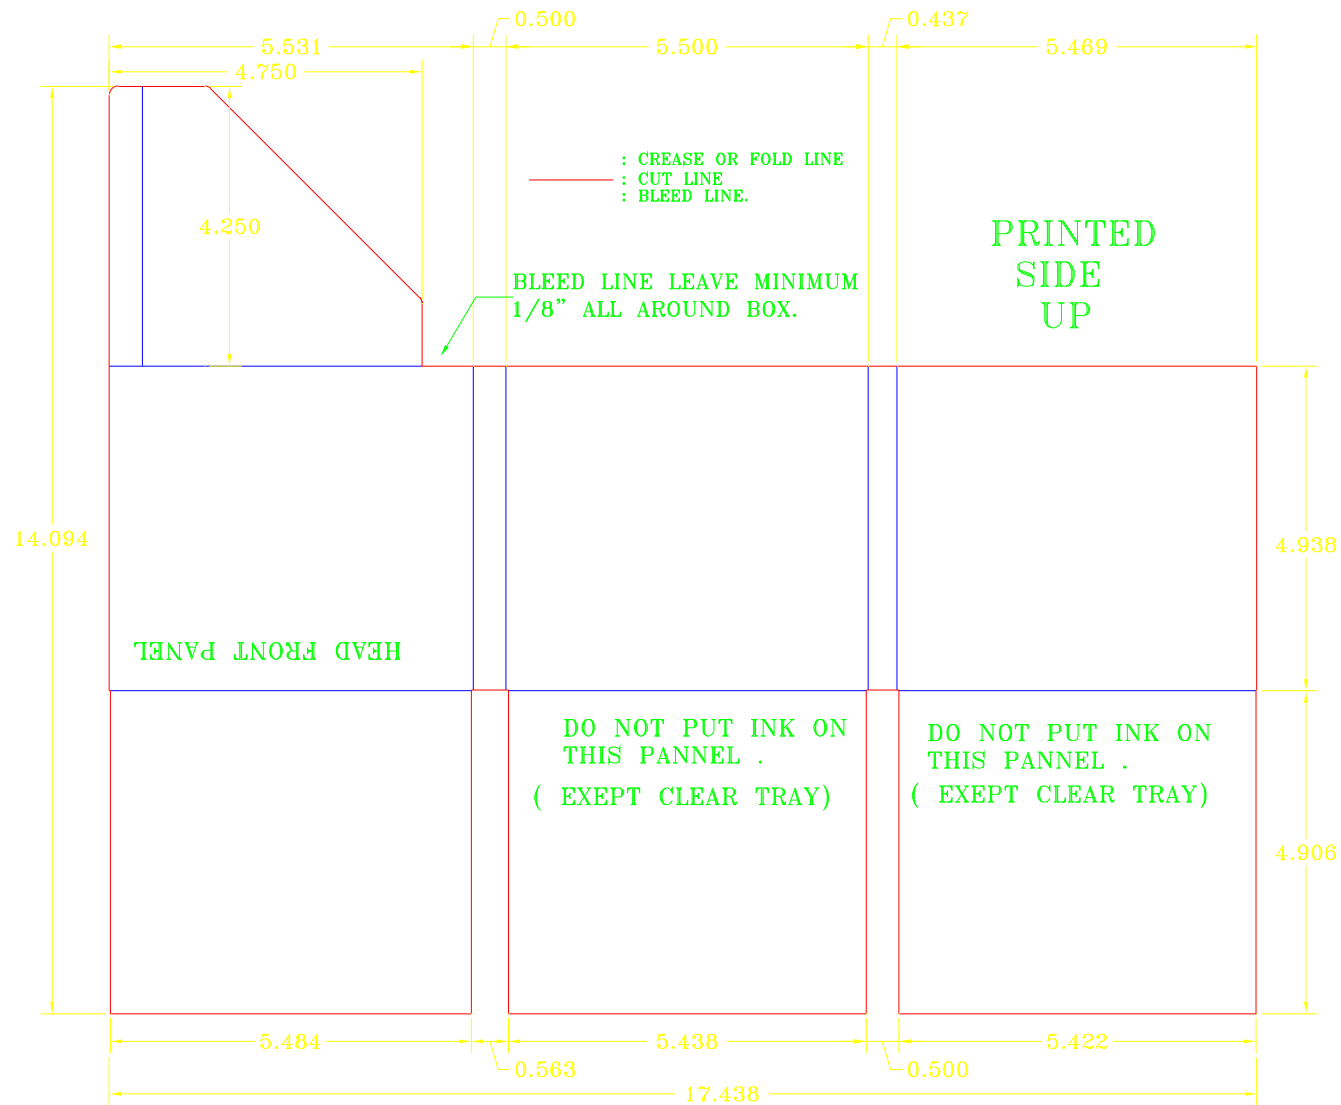 0.500
0.437
5.531
5.500
5.469
4.750
: CREASE OR FOLD LINE
: CUT LINE
: BLEED LINE.
4.250
PRINTED
SIDE
UP
BLEED LINE LEAVE MINIMUM
1/8" ALL AROUND BOX.
14.094
4.938
HEAD FRONT PANEL
DO NOT PUT INK ON
THIS PANNEL .
( EXEPT CLEAR TRAY)
DO NOT PUT INK ON
THIS PANNEL .
( EXEPT CLEAR TRAY)
4.906
5.484
5.438
5.422
0.563
0.500
17.438